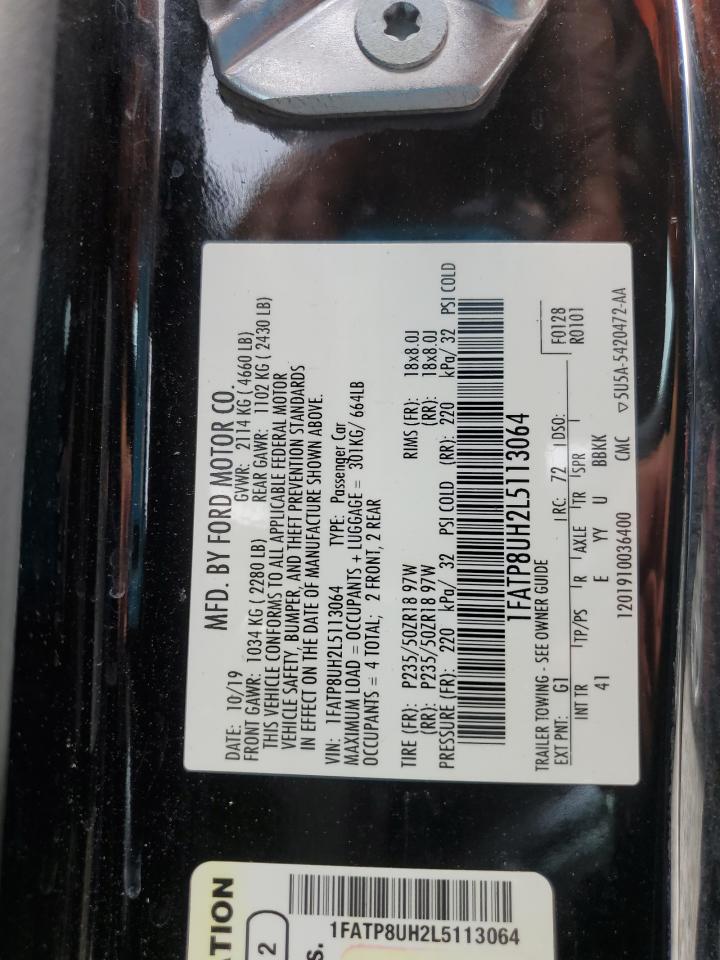 MFD. BY FORD MOTOR CO.
DATE: 10/19 GVWR: 2114 KG ( 4660 LB)
FRONT GAWR: 1034 KG ( 2280 LB) REAR GAWR: 1102 KG ( 2430 LB)
THIS VEHICLE CONFORMS TO ALL APPLICABLE FEDERAL MOTOR
VEHICLE SAFETY, BUMPER, AND THEFT PREVENTION STANDARDS
IN EFFECT ON THE DATE OF MANUFACTURE SHOWN ABOVE.
VIN: 1FATP8UH2L5113064 TYPE: Passenger Car
MAXIMUM LOAD = OCCUPANTS + LUGGAGE = 301KG/ 664LB
OCCUPANTS = 4 TOTAL; 2 FRONT, 2 REAR
TIRE (FR): P235/50ZR18 97W RIMS (FR): 18x8.0J
(RR): P235/50ZR18 97W (RR): 18x8.0J
PRESSURE (FR): 220 kPa/ 32 PSI COLD (RR): 220 kPa/ 32 PSI COLD
1FATP8UH2L5113064
TRAILER TOWING - SEE OWNER GUIDE
EXT PNT: G1 RC: 72 DSO: F0128
R0101
INT TR TP/PS R AXLE TR SPR
41 E YY U BBKK
1201910036400 CMC ▽5U5A-5420472-AA
ATION
2
S.
1FATP8UH2L5113064